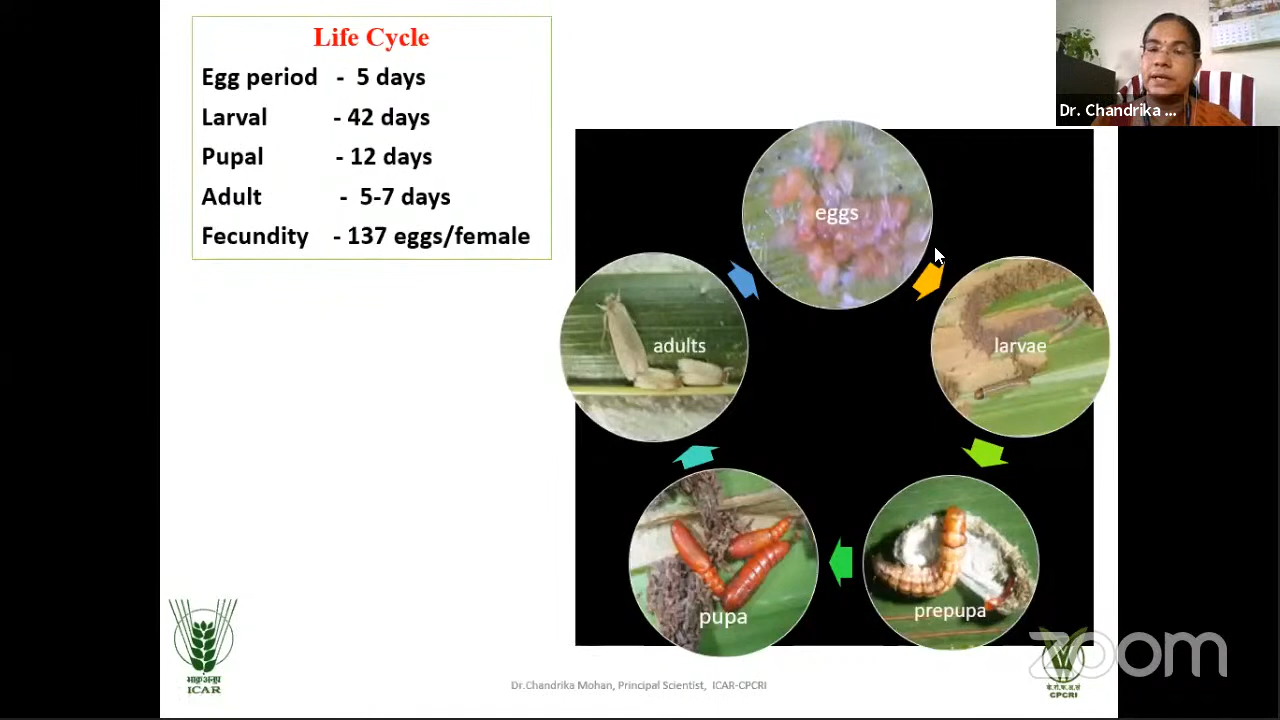 Life Cycle
Egg period - 5 days
Larval - 42 days
Pupal - 12 days
Adult - 5-7 days
Fecundity - 137 eggs/female
Dr. Chandrika ...
eggs
adults
larvae
pupa
prepupa
zoom
ICAR
Dr.Chandrika Mohan, Principal Scientist, ICAR-CPCRI
CPCRI